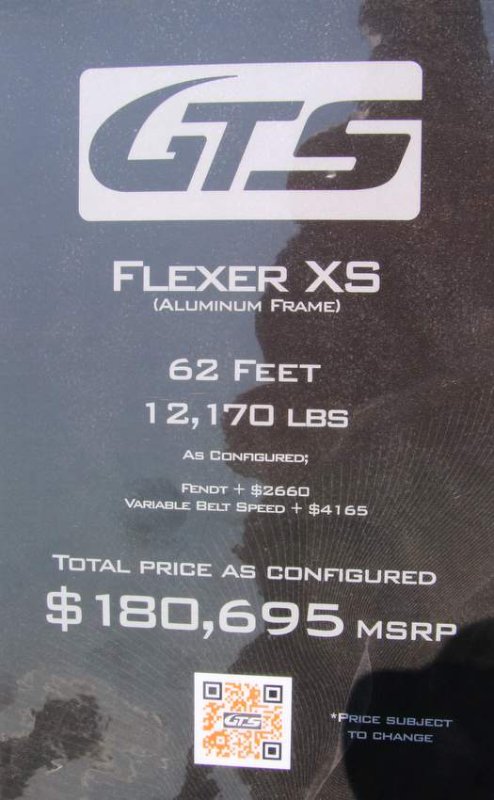 GTS
FLEXER XS
(ALUMINUM FRAME)
62 FEET
12,170 LBS
AS CONFIGURED;
FENDT + $2660
VARIABLE BELT SPEED + $4165
TOTAL PRICE AS CONFIGURED
$180,695 MSRP
GTS
*PRICE SUBJECT
TO CHANGE